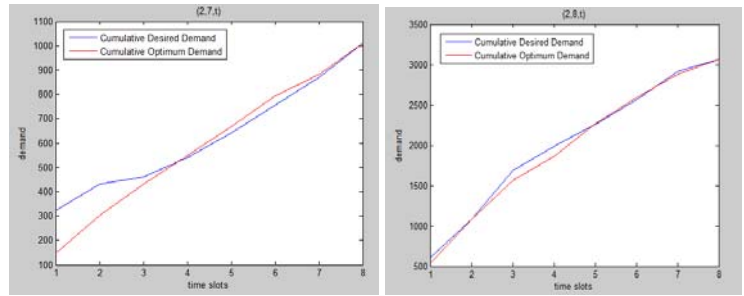 (2,7,t)
1100
1000
900
800
700
600
500
400
300
200
100
demand
Cumulative Desired Demand
Cumulative Optimum Demand
1 2 3 4 5 6 7 8
time slots
(2,8,t)
3500
3000
2500
2000
1500
1000
500
demand
Cumulative Desired Demand
Cumulative Optimum Demand
1 2 3 4 5 6 7 8
time slots